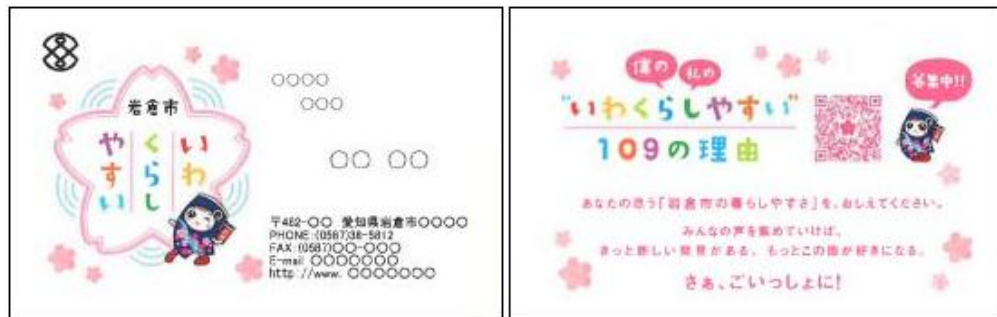 岩倉市
いわ
くらし
やすい
○○○○
○○○
○○ ○○
〒482-○○ 愛知県岩倉市○○○○
PHONE:(0587)38-5812
FAX:(0587)○○-○○○
E-mail ○○○○○○○
http://www. ○○○○○○○
僕の
私の
"いわくらしやすい"
109の理由
募集中!!
あなたの思う「岩倉市の暮らしやすさ」を、おしえてください。
みんなの声を集めていけば、
きっと新しい発見がある、もっとこの街が好きになる。
さぁ、ごいっしょに!